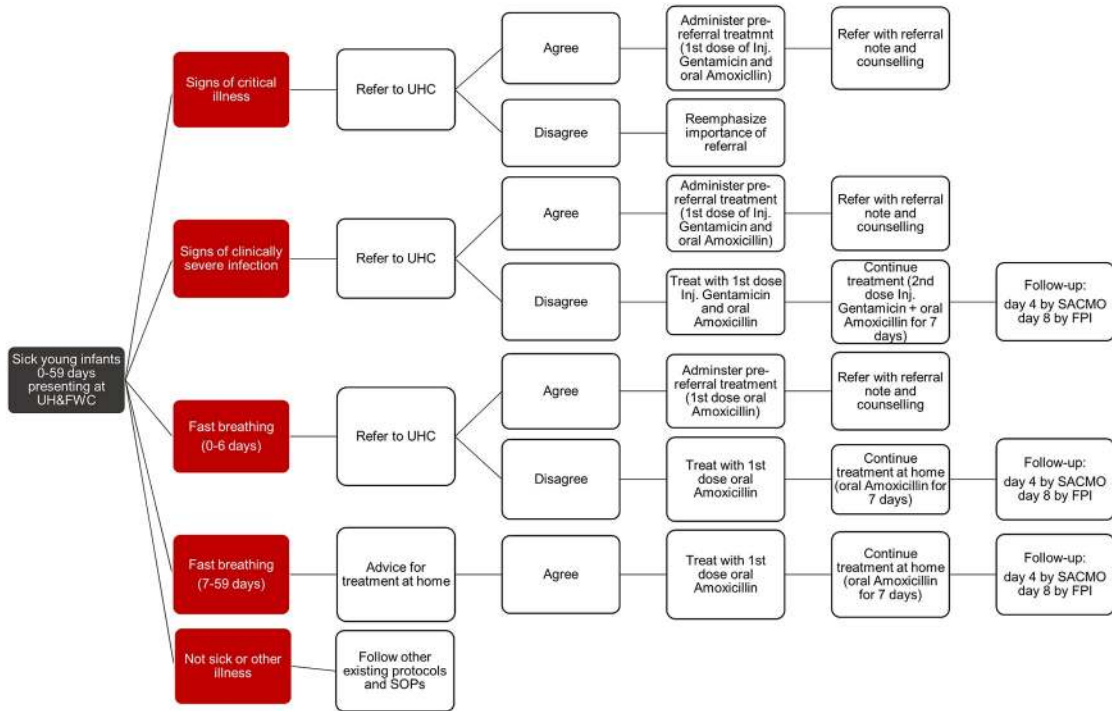 Sick young infants
0-59 days
presenting at
UH&FWC
Signs of critical
illness
Refer to UHC
Agree
Administer pre-
referral treatmnt
(1st dose of Inj.
Gentamicin and
oral Amoxicllin)
Refer with referral
note and
counselling
Disagree
Reemphasize
importance of
referral
Signs of clinically
severe infection
Refer to UHC
Agree
Administer pre-
referral treatment
(1st dose of Inj.
Gentamicin and
oral Amoxicillin)
Refer with referral
note and
counselling
Disagree
Treat with 1st dose
Inj. Gentamicin
and oral
Amoxicillin
Continue
treatment (2nd
dose Inj.
Gentamicin + oral
Amoxicillin for 7
days)
Follow-up:
day 4 by SACMO
day 8 by FPI
Fast breathing
(0-6 days)
Refer to UHC
Agree
Adminster pre-
referral treatment
(1st dose oral
Amoxicillin)
Refer with referral
note and
counselling
Disagree
Treat with 1st
dose oral
Amoxicillin
Continue
treatment at home
(oral Amoxicillin for
7 days)
Follow-up:
day 4 by SACMO
day 8 by FPI
Fast breathing
(7-59 days)
Advice for
treatment at home
Agree
Treat with 1st
dose oral
Amoxicillin
Continue
treatment at home
(oral Amoxicillin
for 7 days)
Follow-up:
day 4 by SACMO
day 8 by FPI
Not sick or other
illness
Follow other
existing protocols
and SOPs